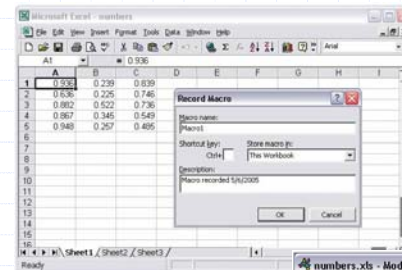 Microsoft Excel - numbers
File Edit View Insert Format Tools Data Window Help
Arial
A1 = 0.936
A B C D E F G H I
1 0.936 0.239 0.839
2 0.636 0.225 0.746
3 0.882 0.522 0.736
4 0.867 0.345 0.549
5 0.948 0.257 0.485
6
7
8
9
10
11
12
13
14
15
16
Record Macro
Macro name:
Macro1
Shortcut key:
Store macro in:
Ctrl+
This Workbook
Description:
Macro recorded 5/6/2005
OK Cancel
Sheet1 Sheet2 Sheet3
Ready
numbers.xls - Mod